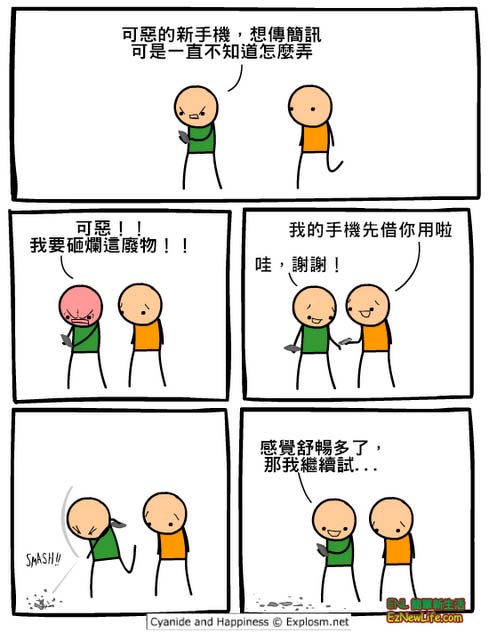 可惡的新手機，想傳簡訊
可是一直不知道怎麼弄
可惡！！
我要砸爛這廢物！！
我的手機先借你用啦
哇，謝謝！
SMASH!!
感覺舒暢多了，
那我繼續試...
EzNewLife.com
Cyanide and Happiness © Explosm.net